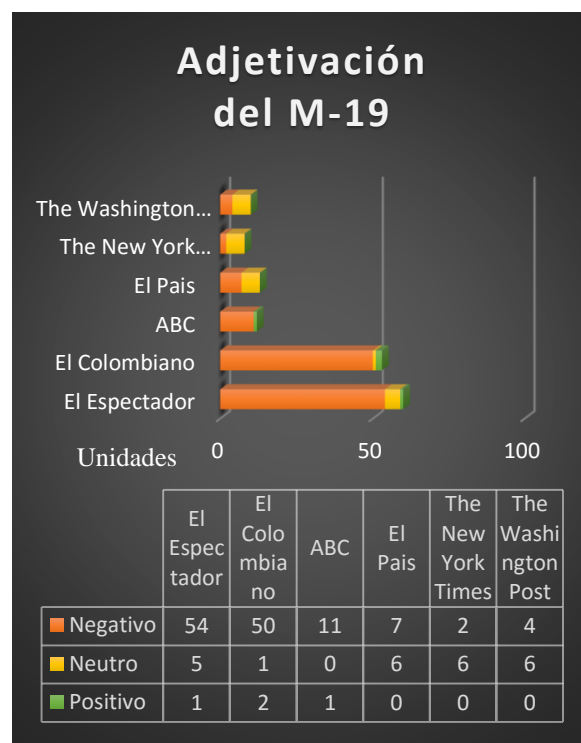 Adjetivación
del M-19
The Washington...
The New York...
El Pais
ABC
El Colombiano
El Espectador
Unidades 0 50 100
El Espec tador El Colo mbia no ABC El Pais The New York Times The Washi ngton Post
Negativo 54 50 11 7 2 4
Neutro 5 1 0 6 6 6
Positivo 1 2 1 0 0 0